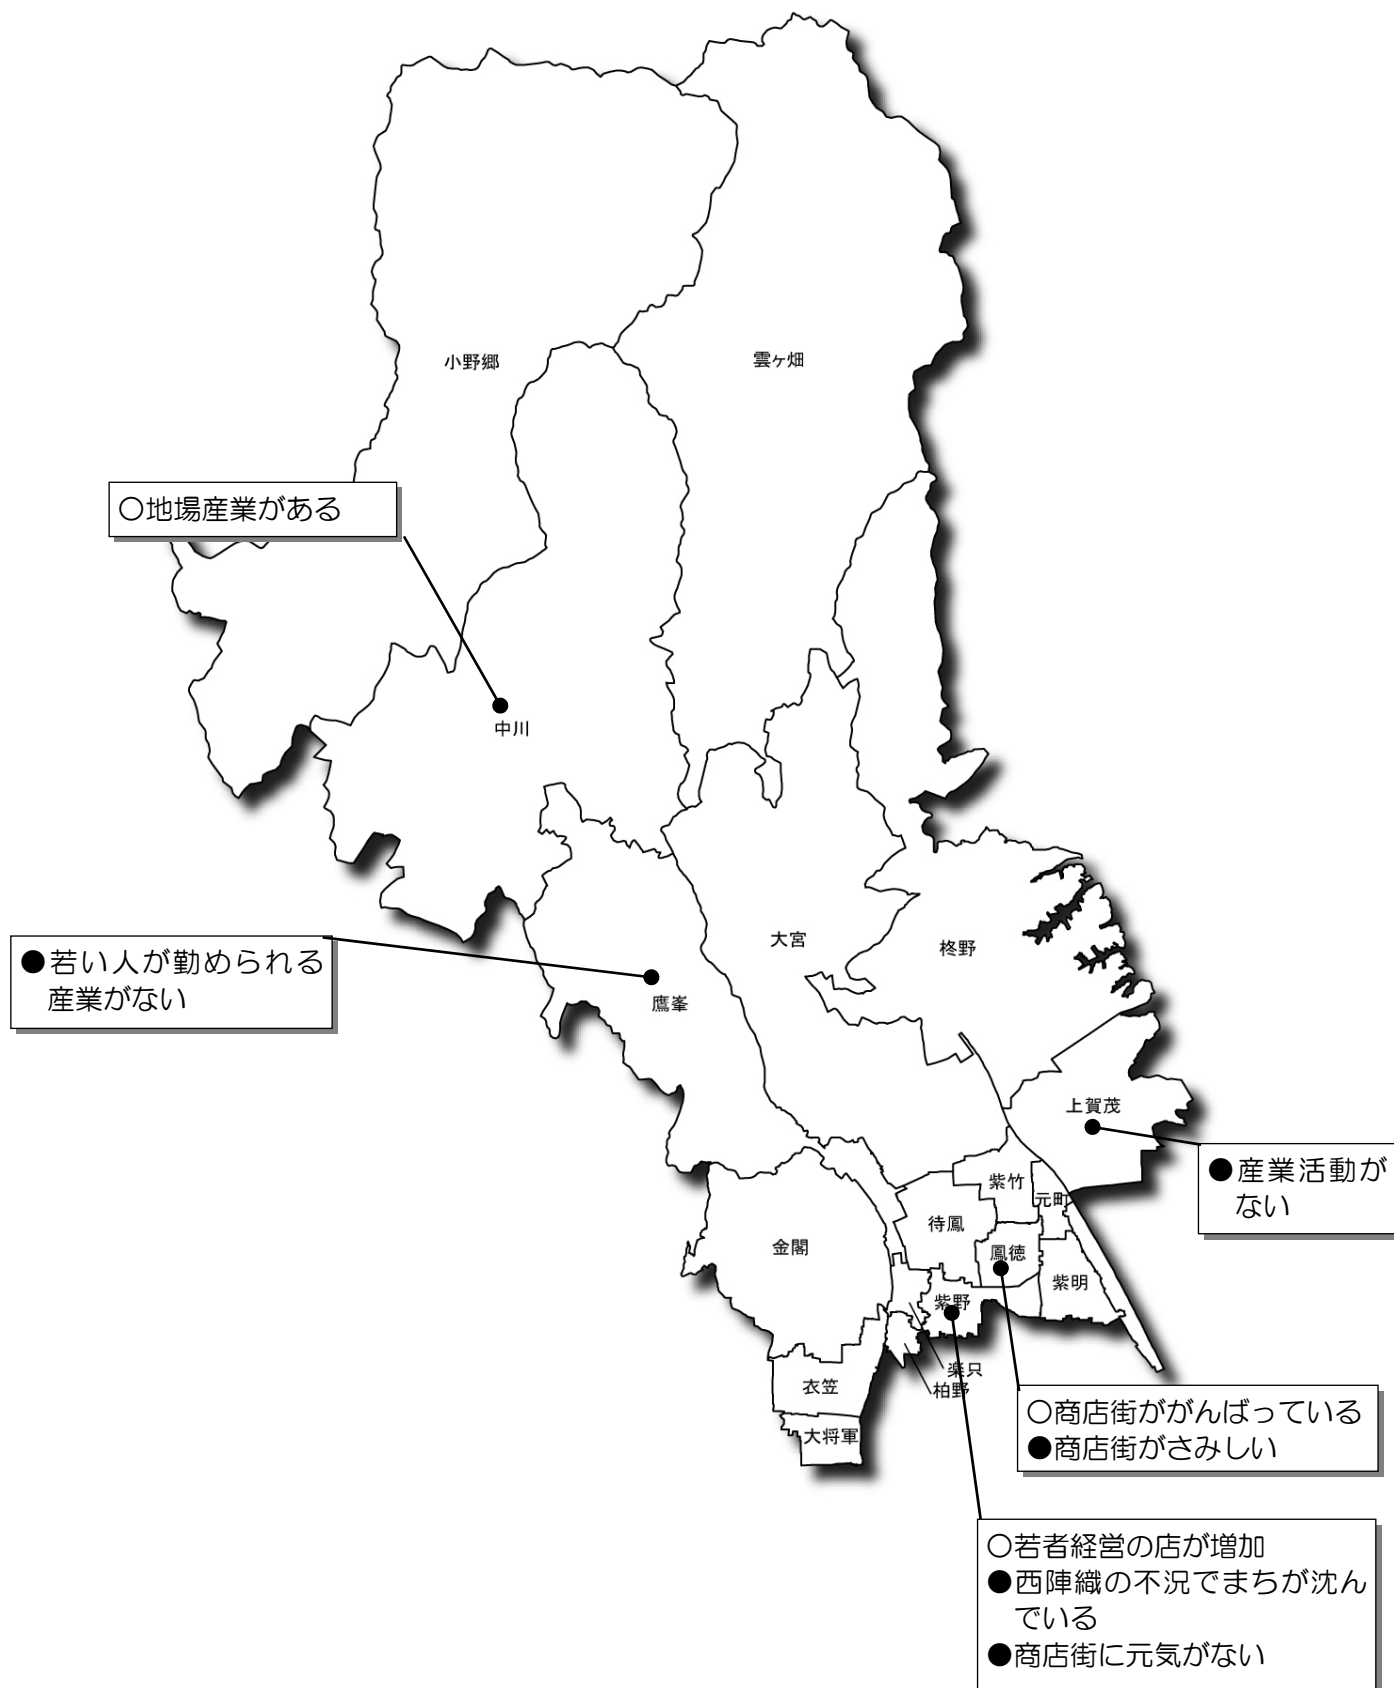 小野郷
雲ヶ畑
○地場産業がある
中川
大宮
柊野
●若い人が勤められる
産業がない
鷹峯
上賀茂
●産業活動が
ない
紫竹
元町
待鳳
金閣
鳳徳
紫明
紫野
楽只
柏野
衣笠
大将軍
○商店街ががんばっている
●商店街がさみしい
○若者経営の店が増加
●西陣織の不況でまちが沈ん
でいる
●商店街に元気がない